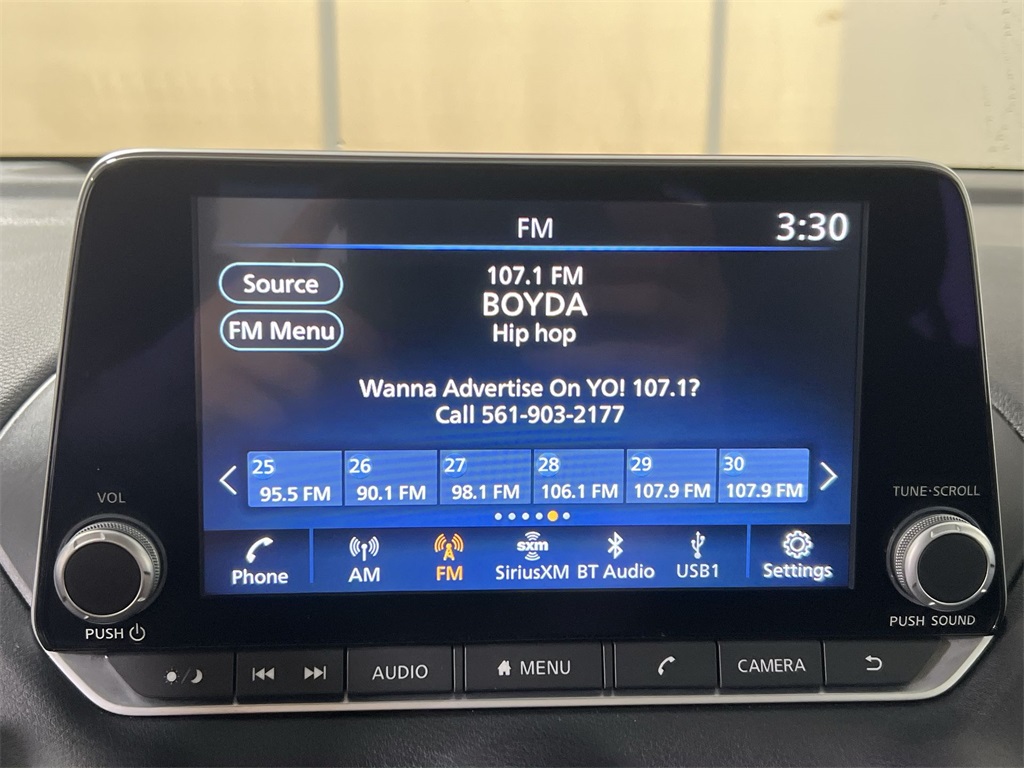 FM
3:30
Source
FM Menu
107.1 FM
BOYDA
Hip hop
Wanna Advertise On YO! 107.1?
Call 561-903-2177
25 26 27 28 29 30
95.5 FM 90.1 FM 98.1 FM 106.1 FM 107.9 FM 107.9 FM
VOL
TUNE·SCROLL
sxm
Phone AM FM SiriusXM BT Audio USB1 Settings
PUSH
PUSH SOUND
AUDIO MENU CAMERA